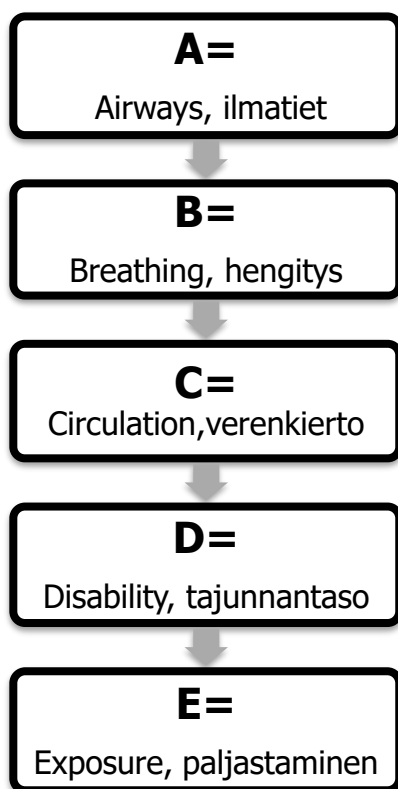 A=
Airways, ilmatiet
B=
Breathing, hengitys
C=
Circulation,verenkierto
D=
Disability, tajunnantaso
E=
Exposure, paljastaminen